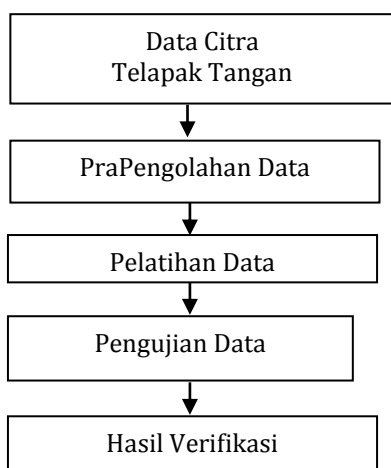 Data Citra
Telapak Tangan
PraPengolahan Data
Pelatihan Data
Pengujian Data
Hasil Verifikasi